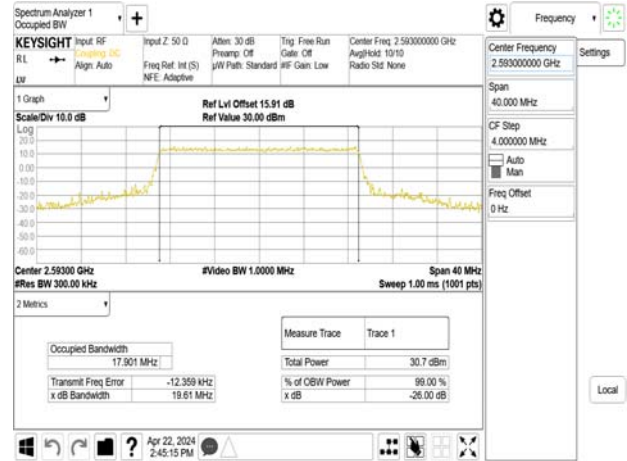 Spectrum Analyzer 1
Occupied BW
Frequency
KEYSIGHT
RL
Input: RF
Coupling: DC
Align: Auto
Input Z: 50 Ω
Freq Ref: Int (S)
NFE: Adaptive
Atten: 30 dB
Preamp: Off
µW Path: Standard
Trig: Free Run
Gate: Off
#IF Gain: Low
Center Freq: 2.593000000 GHz
Avg|Hold: 10/10
Radio Std: None
Center Frequency
2.593000000 GHz
Settings
Span
40.000 MHz
CF Step
4.000000 MHz
Auto
Man
Freq Offset
0 Hz
Local
1 Graph
Scale/Div 10.0 dB
Ref Lvl Offset 15.91 dB
Ref Value 30.00 dBm
Log
20.0
10.0
0.00
-10.0
-20.0
-30.0
-40.0
-50.0
-60.0
Center 2.59300 GHz
#Video BW 1.0000 MHz
Span 40 MHz
#Res BW 300.00 kHz
Sweep 1.00 ms (1001 pts)
2 Metrics
Measure Trace Trace 1
Occupied Bandwidth
17.901 MHz
Total Power 30.7 dBm
Transmit Freq Error -12.359 kHz
% of OBW Power 99.00 %
x dB Bandwidth 19.61 MHz
x dB -26.00 dB
Apr 22, 2024
2:45:15 PM